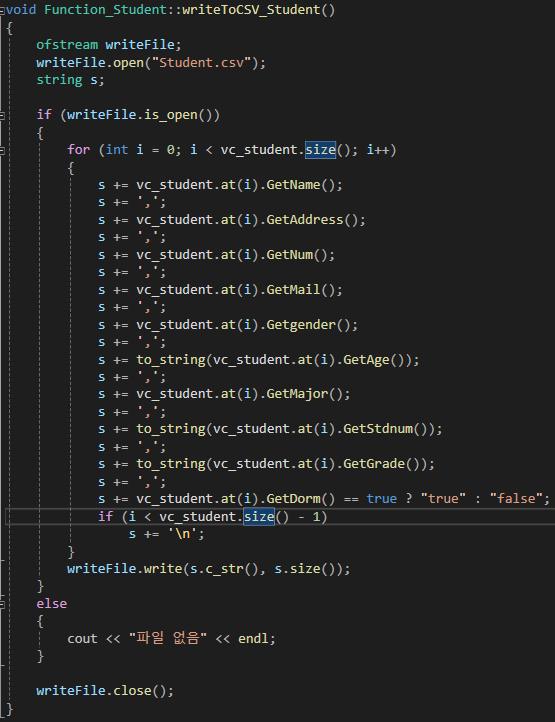 void Function_Student::writeToCSV_Student()
{
    ofstream writeFile;
    writeFile.open("Student.csv");
    string s;

    if (writeFile.is_open())
    {
        for (int i = 0; i < vc_student.size(); i++)
        {
            s += vc_student.at(i).GetName();
            s += ',';
            s += vc_student.at(i).GetAddress();
            s += ',';
            s += vc_student.at(i).GetNum();
            s += ',';
            s += vc_student.at(i).GetMail();
            s += ',';
            s += vc_student.at(i).Getgender();
            s += ',';
            s += to_string(vc_student.at(i).GetAge());
            s += ',';
            s += vc_student.at(i).GetMajor();
            s += ',';
            s += to_string(vc_student.at(i).GetStdnum());
            s += ',';
            s += to_string(vc_student.at(i).GetGrade());
            s += ',';
            s += vc_student.at(i).GetDorm() == true ? "true" : "false";
            if (i < vc_student.size() - 1)
                s += '\n';
        }
        writeFile.write(s.c_str(), s.size());
    }
    else
    {
        cout << "파일 없음" << endl;
    }

    writeFile.close();
}